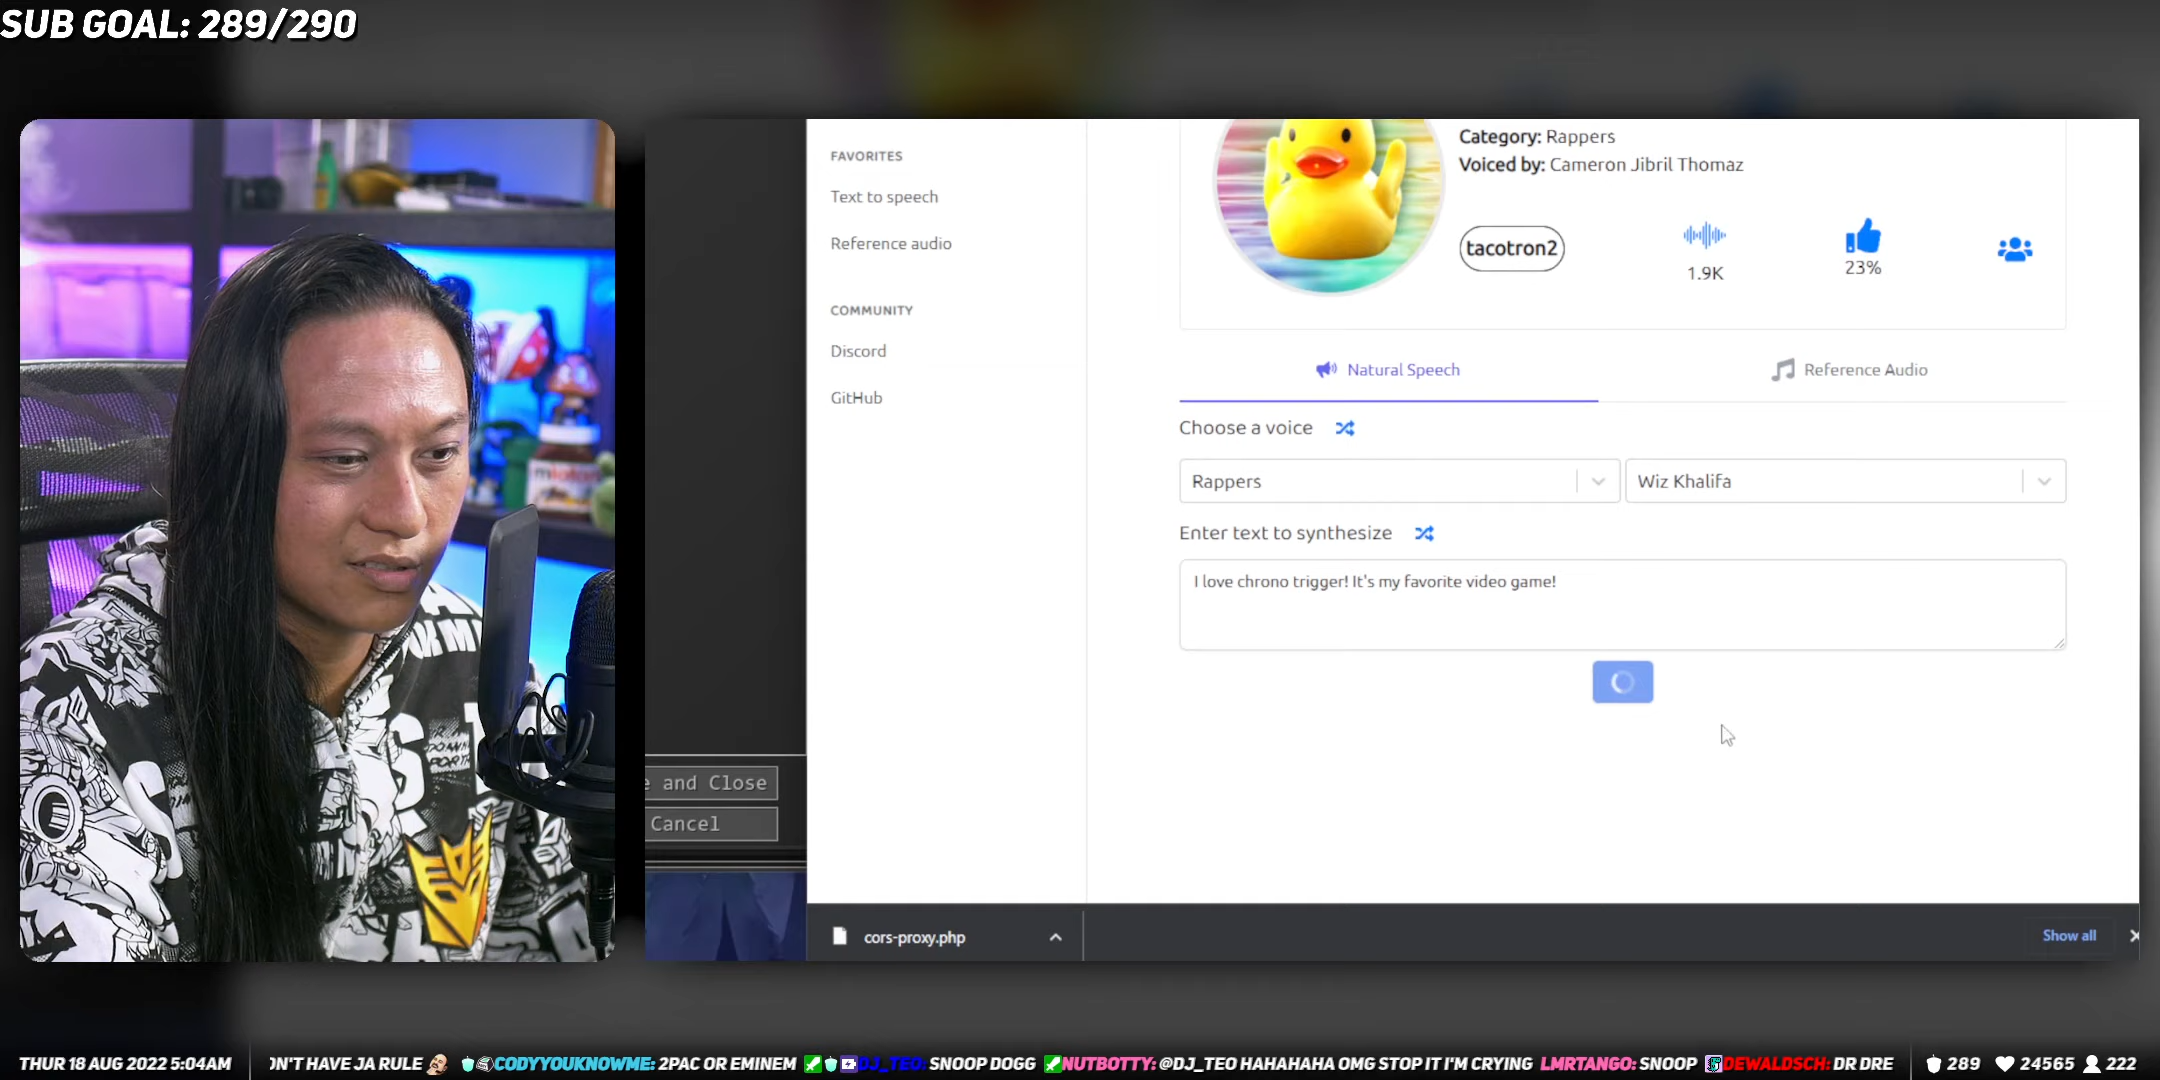 SUB GOAL: 289/290
FAVORITES
Text to speech
Reference audio
COMMUNITY
Discord
GitHub
Category: Rappers
Voiced by: Cameron Jibril Thomaz
tacotron2
1.9K
23%
Natural Speech
Reference Audio
Choose a voice
Rappers
Wiz Khalifa
Enter text to synthesize
I love chrono trigger! It's my favorite video game!
e and Close
Cancel
cors-proxy.php
Show all
THUR 18 AUG 2022 5:04AM
ON'T HAVE JA RULE CODYYOUKNOWME: 2PAC OR EMINEM DJ_TEO: SNOOP DOGG NUTBOTTY: @DJ_TEO HAHAHAHA OMG STOP IT I'M CRYING LMRTANGO: SNOOP DEWALDSCH: DR DRE
289 24565 222